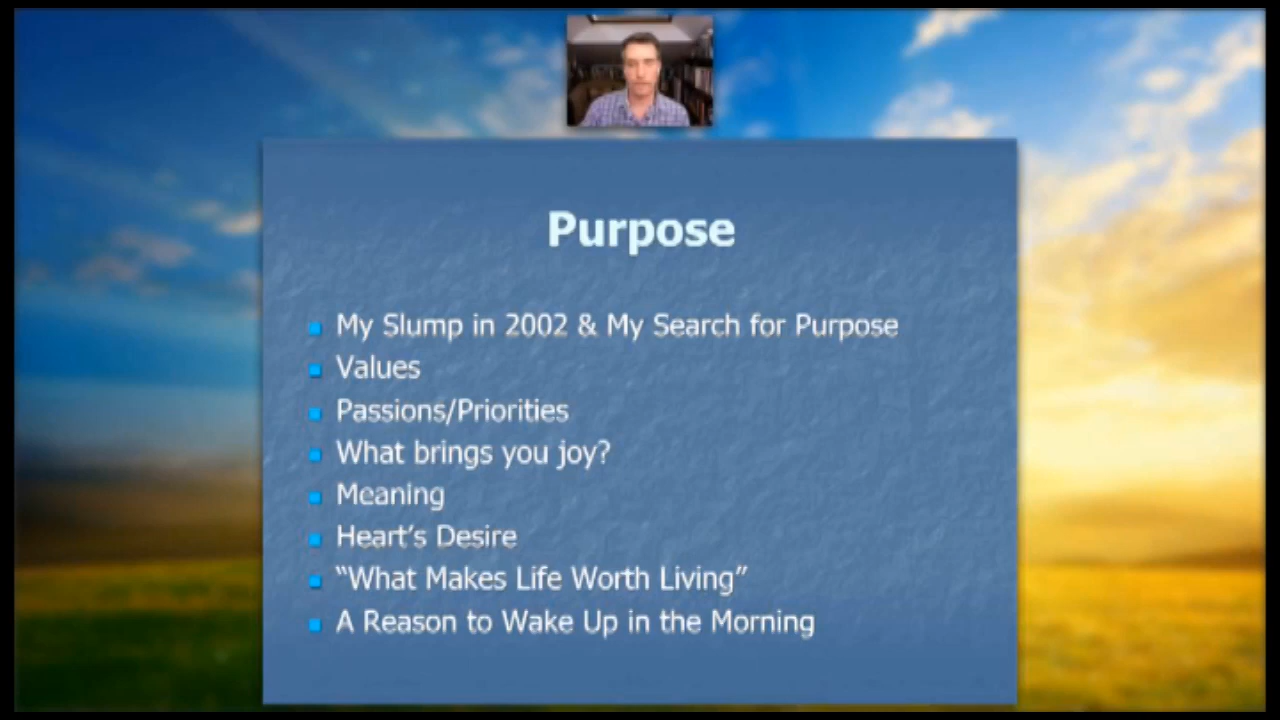 Purpose
My Slump in 2002 & My Search for Purpose
Values
Passions/Priorities
What brings you joy?
Meaning
Heart’s Desire
“What Makes Life Worth Living”
A Reason to Wake Up in the Morning